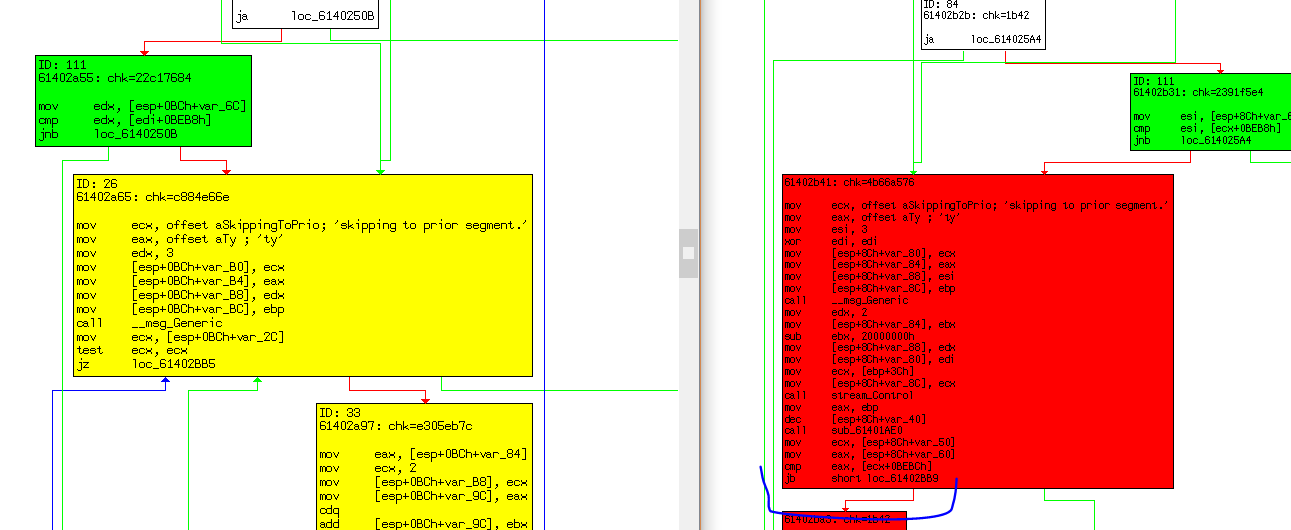 ja      loc_6140250B
ID: 111
61402a55: chk=22c17684
mov     edx, [esp+0BCh+var_6C]
cmp     edx, [edi+0BEB8h]
jnb     loc_6140250B
ID: 26
61402a65: chk=c884e66e
mov     ecx, offset aSkippingToPrio; 'skipping to prior segment.'
mov     eax, offset aTy ; 'ty'
mov     edx, 3
mov     [esp+0BCh+var_B0], ecx
mov     [esp+0BCh+var_B4], eax
mov     [esp+0BCh+var_B8], edx
mov     [esp+0BCh+var_BC], ebp
call    __msg_Generic
mov     ecx, [esp+0BCh+var_2C]
test    ecx, ecx
jz      loc_61402BB5
ID: 33
61402a97: chk=e305eb7c
mov     eax, [esp+0BCh+var_84]
mov     ecx, 2
mov     [esp+0BCh+var_B8], ecx
mov     [esp+0BCh+var_9C], eax
cdq
add     [esp+0BCh+var_9C], ebx
ID: 84
61402b2b: chk=1b42
ja      loc_614025A4
ID: 111
61402b31: chk=2391f5e4
mov     esi, [esp+8Ch+var_6
cmp     esi, [ecx+0BEB8h]
jnb     loc_614025A4
61402b41: chk=4b66a576
mov     ecx, offset aSkippingToPrio; 'skipping to prior segment.'
mov     eax, offset aTy ; 'ty'
mov     esi, 3
xor     edi, edi
mov     [esp+8Ch+var_80], ecx
mov     [esp+8Ch+var_84], eax
mov     [esp+8Ch+var_88], esi
mov     [esp+8Ch+var_8C], ebp
call    __msg_Generic
mov     edx, 2
mov     [esp+8Ch+var_84], ebx
sub     ebx, 20000000h
mov     [esp+8Ch+var_88], edx
mov     [esp+8Ch+var_80], edi
mov     ecx, [ebp+3Ch]
mov     [esp+8Ch+var_8C], ecx
call    stream_Control
mov     eax, ebp
dec     [esp+8Ch+var_40]
call    sub_61401AE0
mov     ecx, [esp+8Ch+var_50]
mov     eax, [esp+8Ch+var_60]
cmp     eax, [ecx+0BEBCh]
jb      short loc_61402BB9
chk=1b42